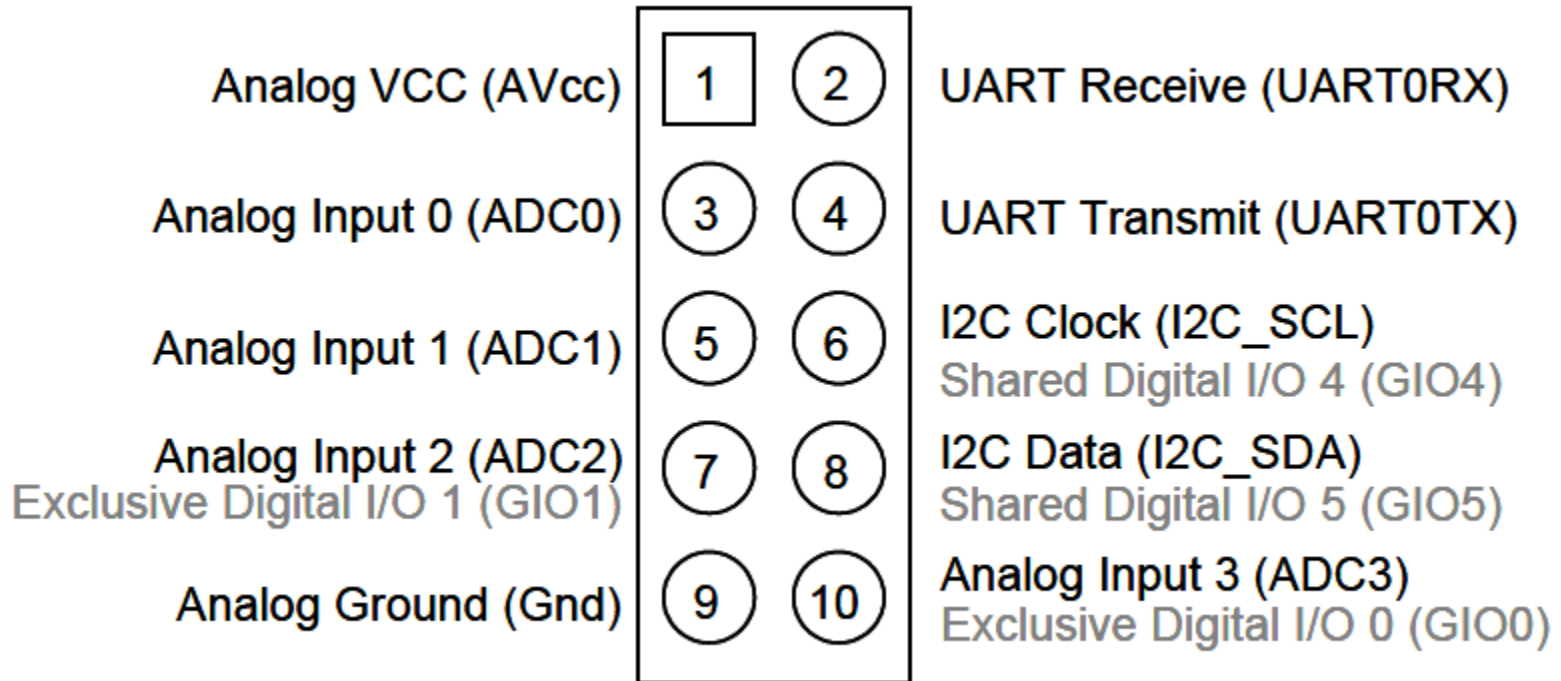 Analog VCC (AVcc) 1 2 UART Receive (UART0RX)
Analog Input 0 (ADC0) 3 4 UART Transmit (UART0TX)
Analog Input 1 (ADC1) 5 6 I2C Clock (I2C_SCL)
Shared Digital I/O 4 (GIO4)
Analog Input 2 (ADC2) 7 8 I2C Data (I2C_SDA)
Exclusive Digital I/O 1 (GIO1) Shared Digital I/O 5 (GIO5)
Analog Ground (Gnd) 9 10 Analog Input 3 (ADC3)
Exclusive Digital I/O 0 (GIO0)